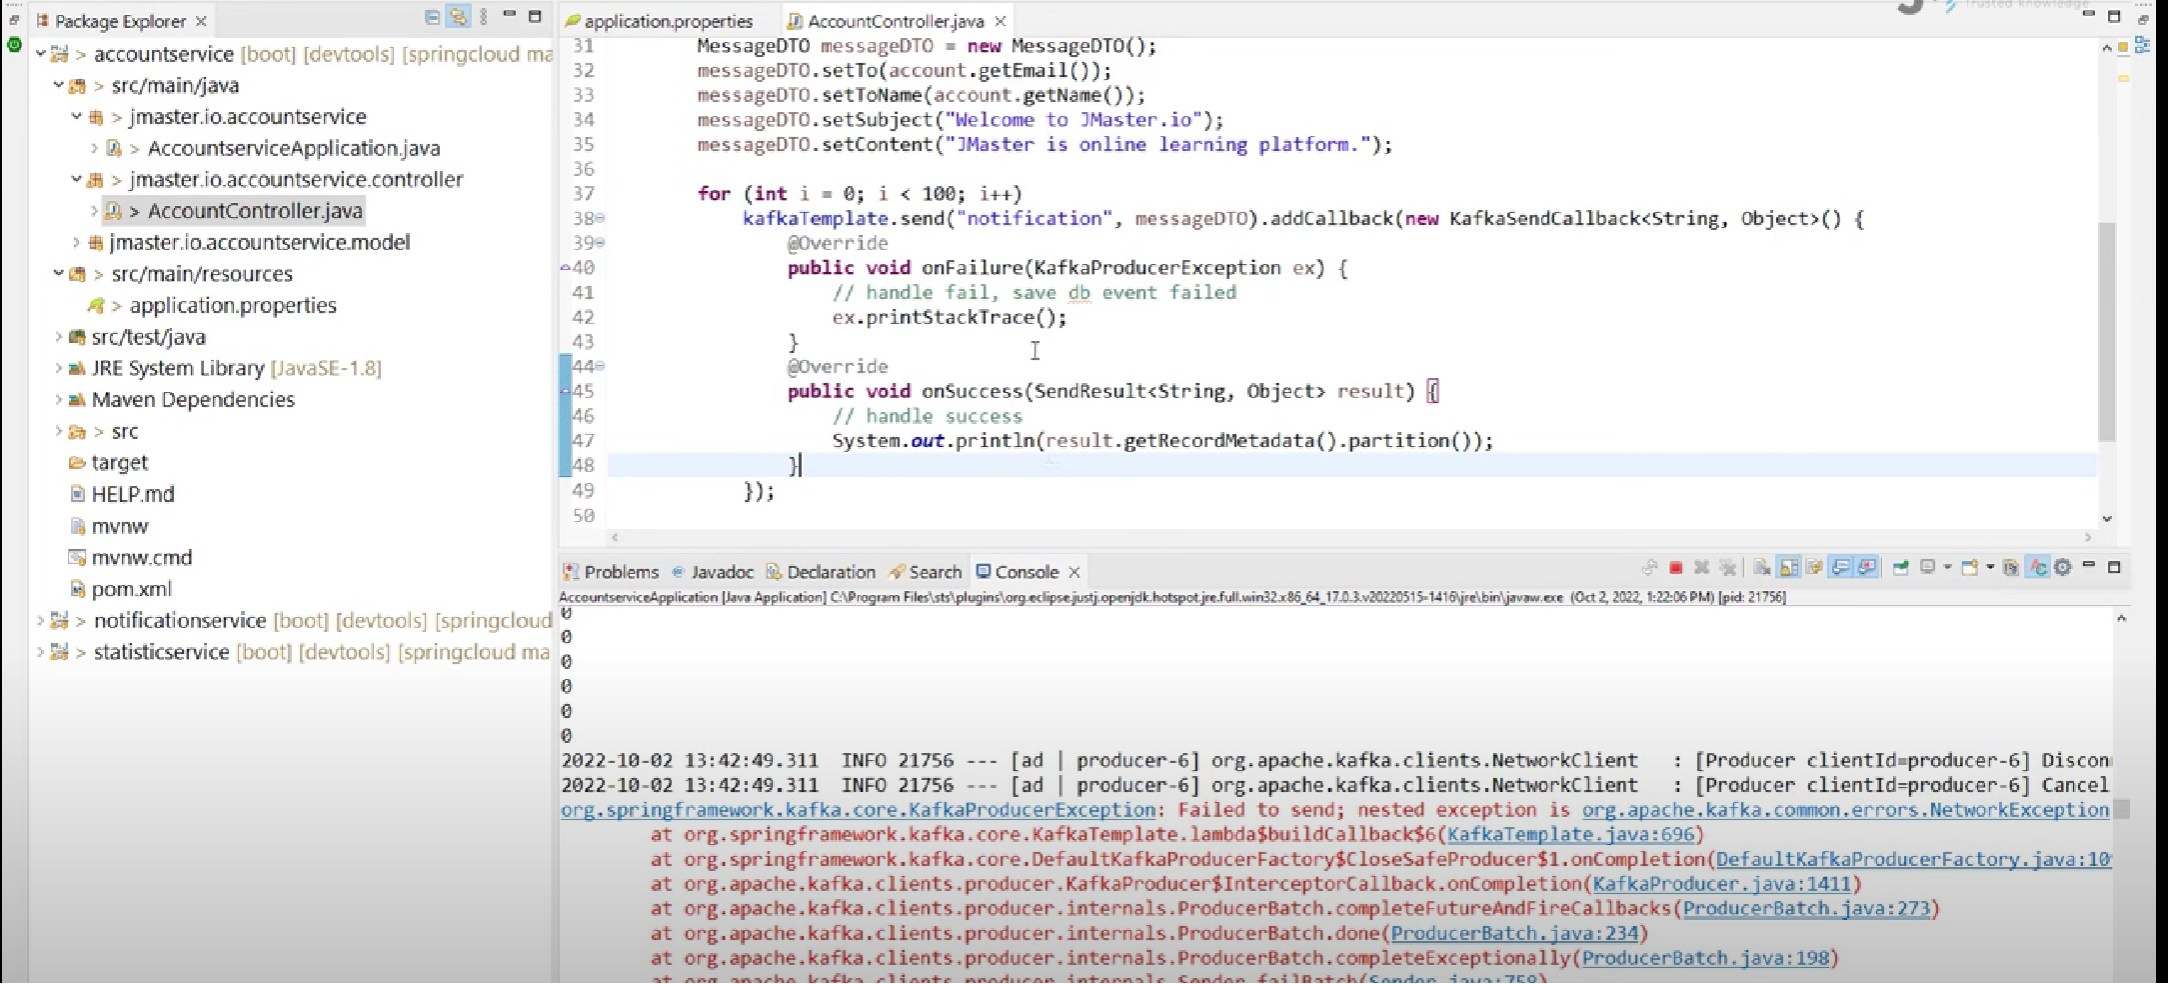 Package Explorer
accountservice [boot] [devtools] [springcloud ma
src/main/java
jmaster.io.accountservice
AccountserviceApplication.java
jmaster.io.accountservice.controller
AccountController.java
jmaster.io.accountservice.model
src/main/resources
application.properties
src/test/java
JRE System Library [JavaSE-1.8]
Maven Dependencies
src
target
HELP.md
mvnw
mvnw.cmd
pom.xml
notificationservice [boot] [devtools] [springcloud
statisticservice [boot] [devtools] [springcloud ma
application.properties AccountController.java
Trusted knowledge
31 MessageDTO messageDTO = new MessageDTO();
32 messageDTO.setTo(account.getEmail());
33 messageDTO.setToName(account.getName());
34 messageDTO.setSubject("Welcome to JMaster.io");
35 messageDTO.setContent("JMaster is online learning platform.");
36
37 for (int i = 0; i < 100; i++)
38 kafkaTemplate.send("notification", messageDTO).addCallback(new KafkaSendCallback<String, Object>() {
39 @Override
40 public void onFailure(KafkaProducerException ex) {
41 // handle fail, save db event failed
42 ex.printStackTrace();
43 }
44 @Override
45 public void onSuccess(SendResult<String, Object> result) {
46 // handle success
47 System.out.println(result.getRecordMetadata().partition());
48 }
49 });
50
Problems Javadoc Declaration Search Console
AccountserviceApplication [Java Application] C:\Program Files\sts\plugins\org.eclipse.justj.openjdk.hotspot.jre.full.win32.x86_64_17.0.3.v20220515-1416\jre\bin\javaw.exe (Oct 2, 2022, 1:22:06 PM) [pid: 21756]
0
0
0
0
0
0
2022-10-02 13:42:49.311 INFO 21756 --- [ad | producer-6] org.apache.kafka.clients.NetworkClient : [Producer clientId=producer-6] Discon
2022-10-02 13:42:49.311 INFO 21756 --- [ad | producer-6] org.apache.kafka.clients.NetworkClient : [Producer clientId=producer-6] Cancel
org.springframework.kafka.core.KafkaProducerException: Failed to send; nested exception is org.apache.kafka.common.errors.NetworkException
at org.springframework.kafka.core.KafkaTemplate.lambda$buildCallback$6(KafkaTemplate.java:696)
at org.springframework.kafka.core.DefaultKafkaProducerFactory$CloseSafeProducer$1.onCompletion(DefaultKafkaProducerFactory.java:10
at org.apache.kafka.clients.producer.KafkaProducer$InterceptorCallback.onCompletion(KafkaProducer.java:1411)
at org.apache.kafka.clients.producer.internals.ProducerBatch.completeFutureAndFireCallbacks(ProducerBatch.java:273)
at org.apache.kafka.clients.producer.internals.ProducerBatch.done(ProducerBatch.java:234)
at org.apache.kafka.clients.producer.internals.ProducerBatch.completeExceptionally(ProducerBatch.java:198)
at org.apache.kafka.clients.producer.internals.Sender.failBatch(Sender.java:758)